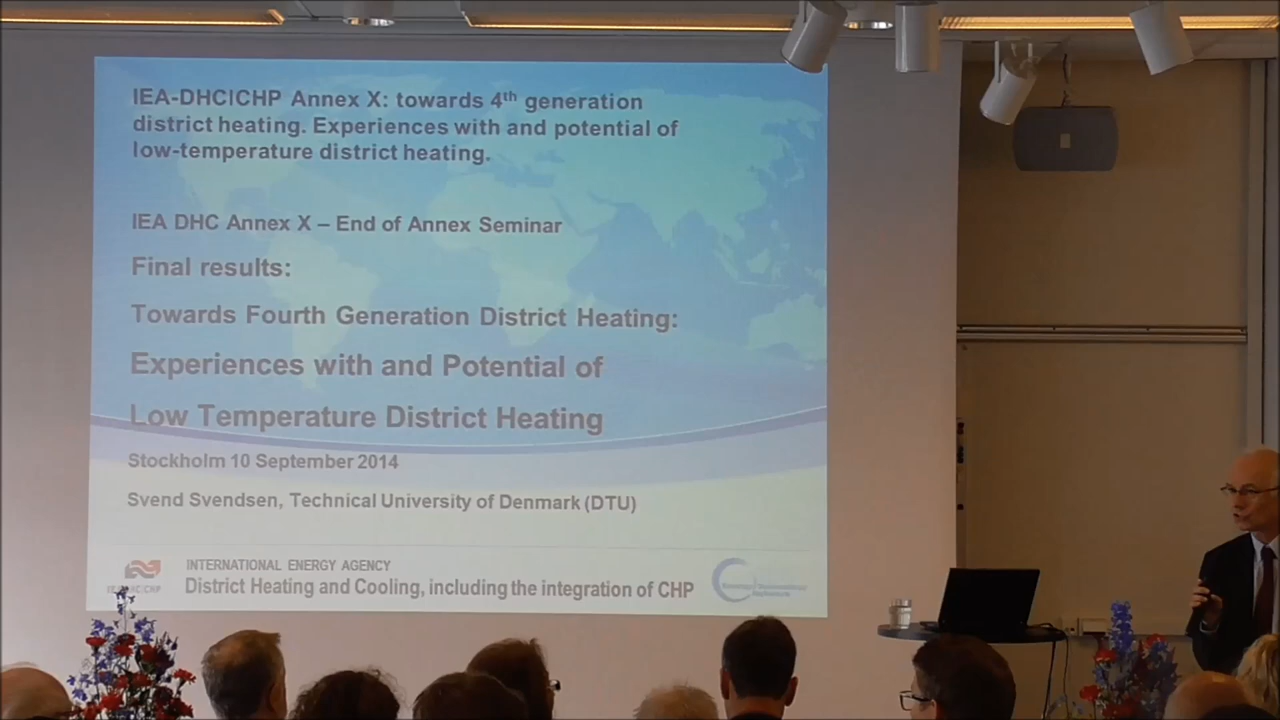 IEA-DHC|CHP Annex X: towards 4th generation
district heating. Experiences with and potential of
low-temperature district heating.
IEA DHC Annex X – End of Annex Seminar
Final results:
Towards Fourth Generation District Heating:
Experiences with and Potential of
Low Temperature District Heating
Stockholm 10 September 2014
Svend Svendsen, Technical University of Denmark (DTU)
INTERNATIONAL ENERGY AGENCY
District Heating and Cooling, including the integration of CHP